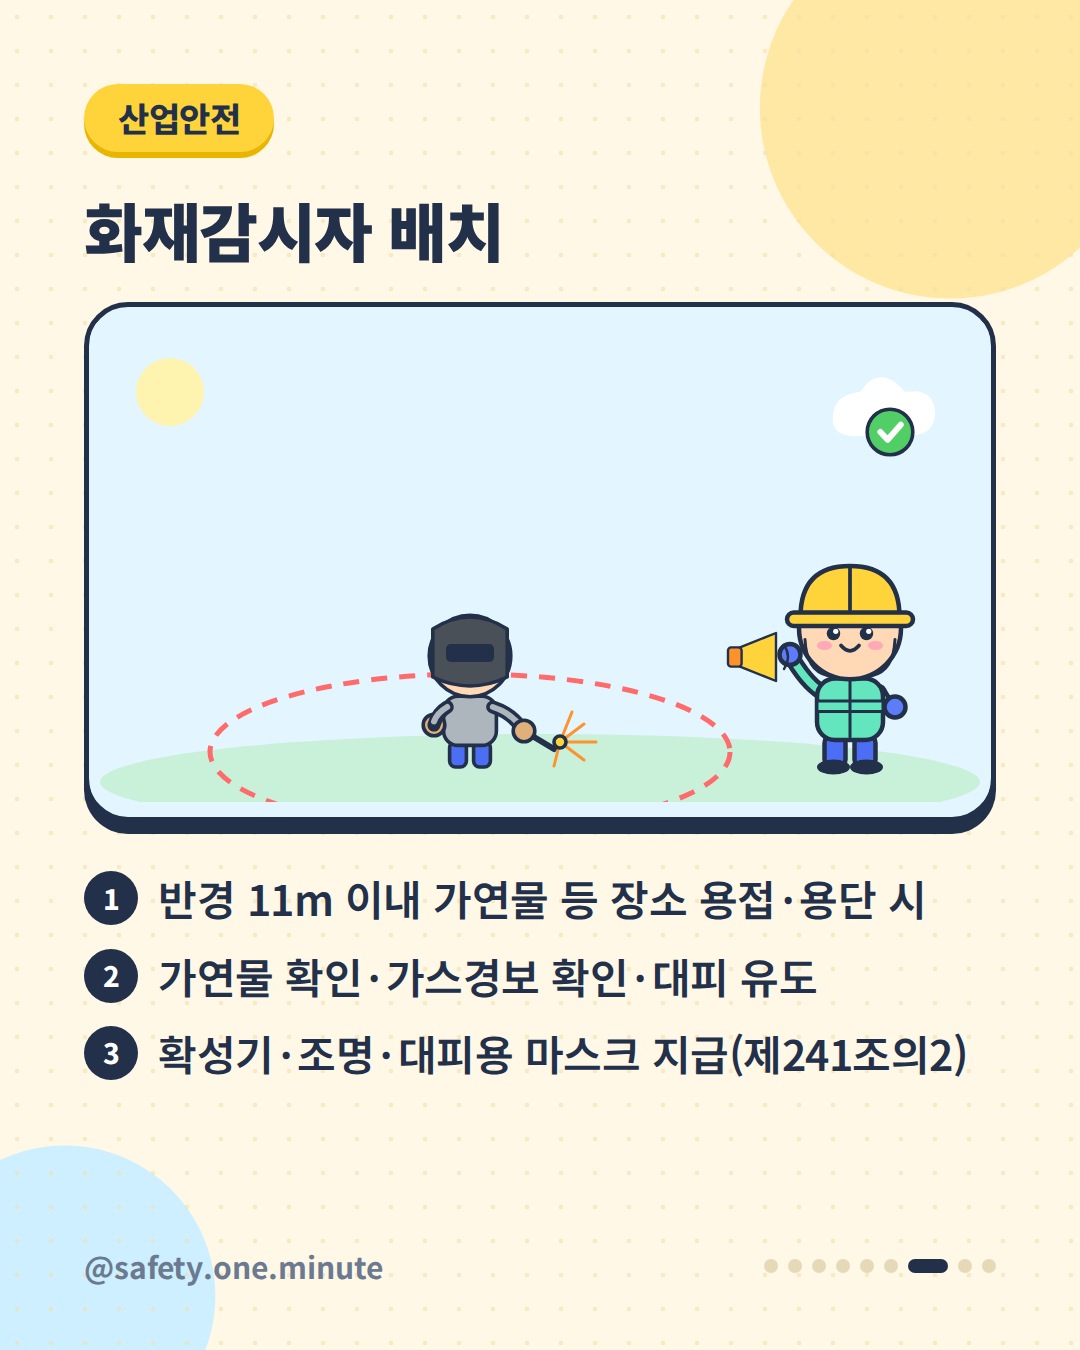 산업안전
화재감시자 배치
1 반경 11m 이내 가연물 등 장소 용접·용단 시
2 가연물 확인·가스경보 확인·대피 유도
3 확성기·조명·대피용 마스크 지급(제241조의2)
@safety.one.minute